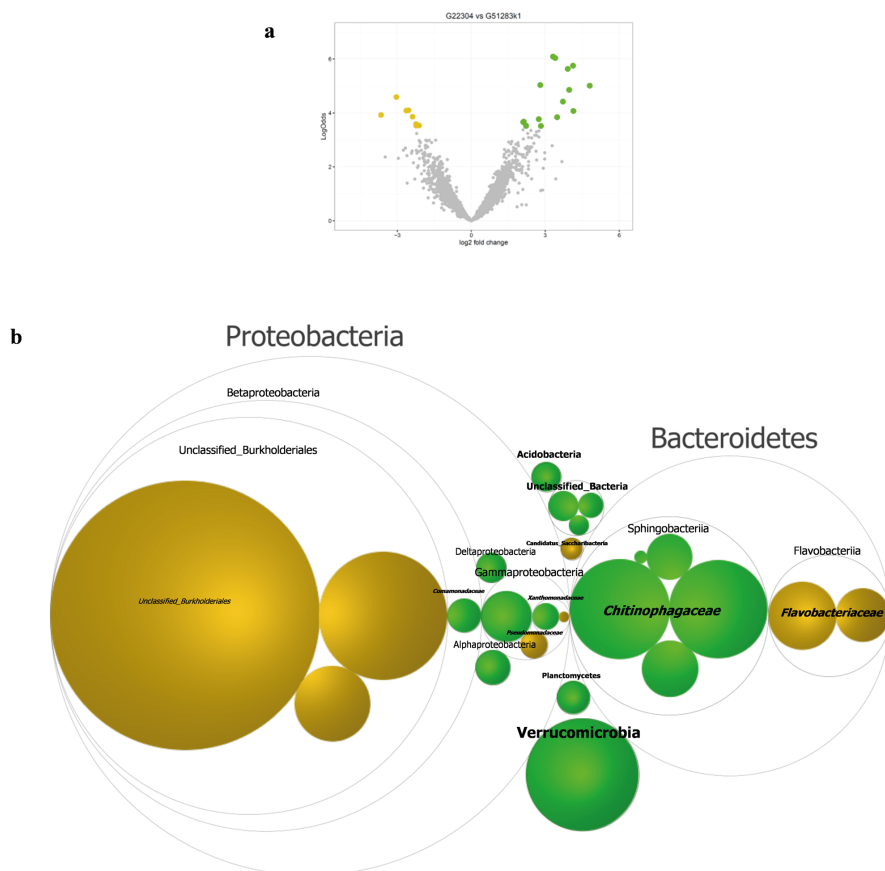 a
G22304 vs G51283k1
6
4
2
0
LogOdds
−3
0
3
6
log2 fold change
b
Proteobacteria
Betaproteobacteria
Unclassified_Burkholderiales
Unclassified_Burkholderiales
Bacteroidetes
Acidobacteria
Unclassified_Bacteria
Candidatus_Saccharibacteria
Deltaproteobacteria
Gammaproteobacteria
Comamonadaceae
Xanthomonadaceae
Pseudomonadaceae
Alphaproteobacteria
Sphingobacteriia
Flavobacteriia
Chitinophagaceae
Flavobacteriaceae
Planctomycetes
Verrucomicrobia